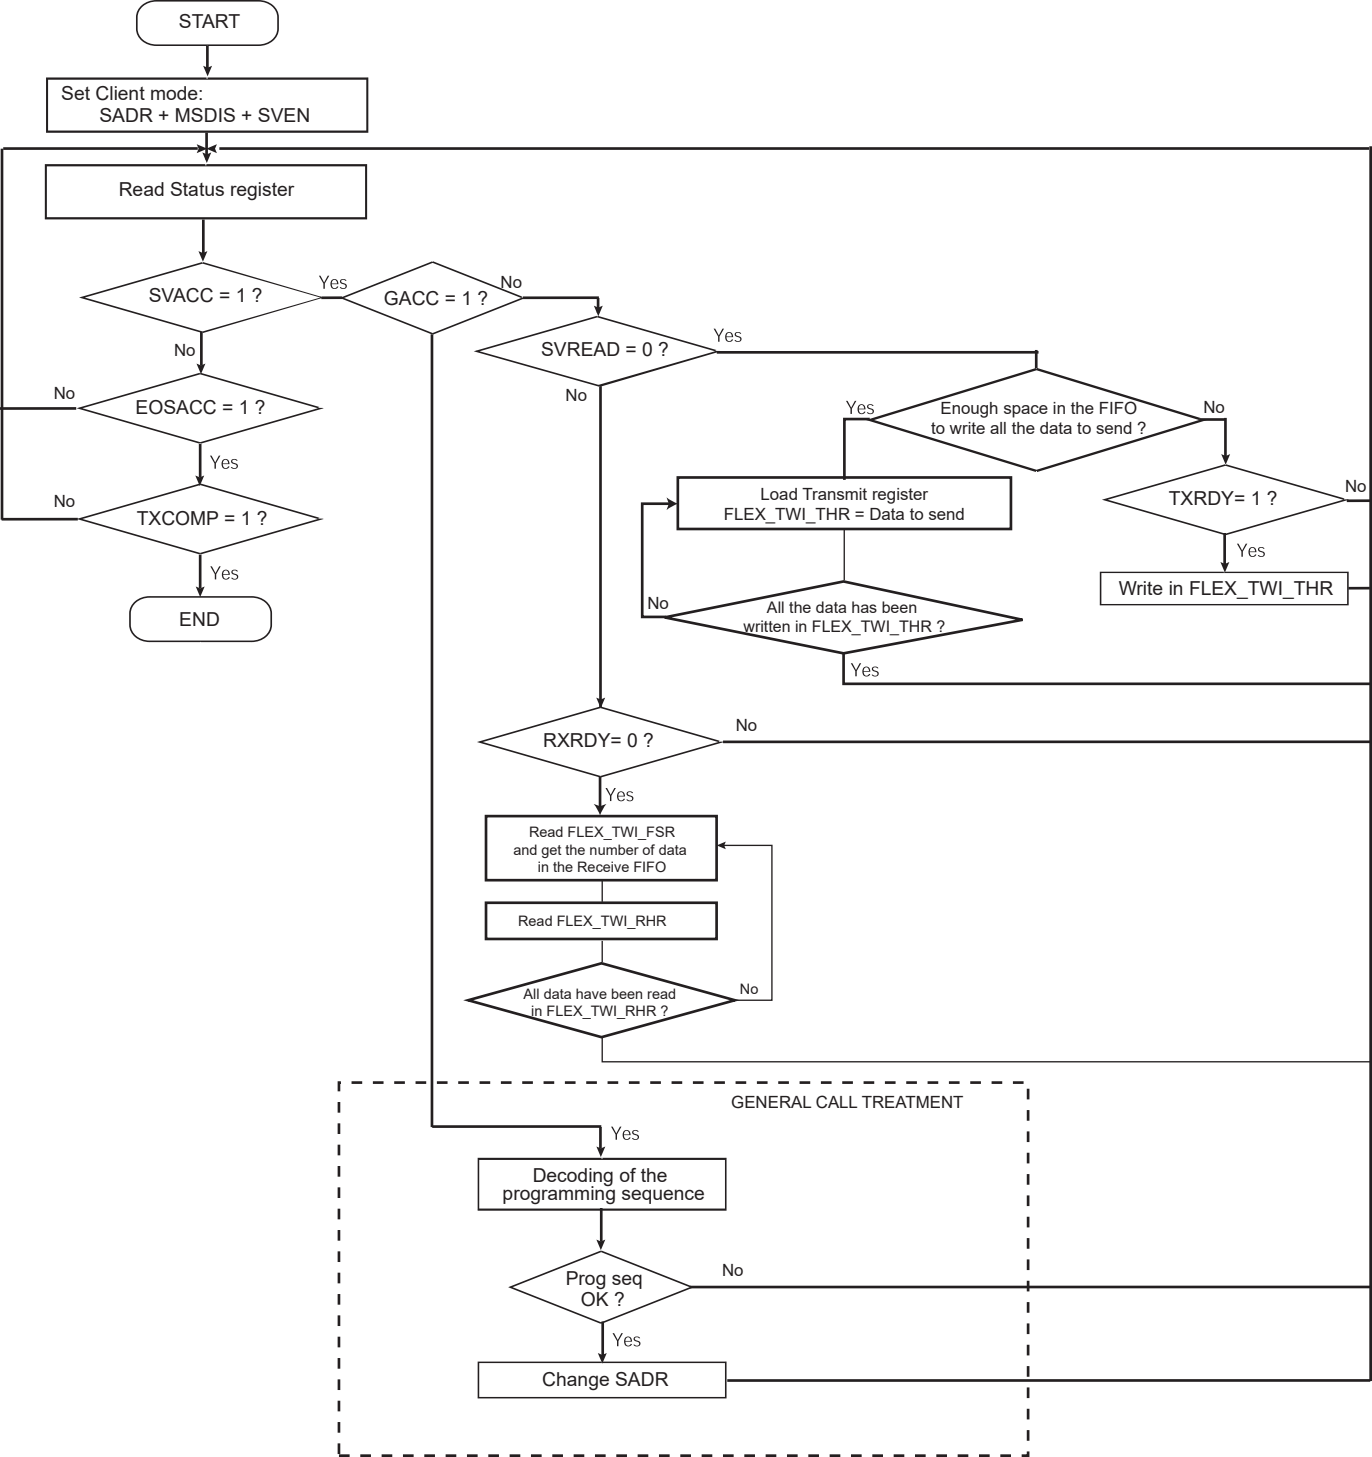 START
Set Client mode:
SADR + MSDIS + SVEN
Read Status register
SVACC = 1 ?
Yes
GACC = 1 ?
No
SVREAD = 0 ?
Yes
No
No
EOSACC = 1 ?
No
Yes
No
TXCOMP = 1 ?
Yes
END
Enough space in the FIFO
to write all the data to send ?
Yes
No
Load Transmit register
FLEX_TWI_THR = Data to send
TXRDY= 1 ?
No
Yes
Write in FLEX_TWI_THR
All the data has been
written in FLEX_TWI_THR ?
No
Yes
RXRDY= 0 ?
No
Yes
Read FLEX_TWI_FSR
and get the number of data
in the Receive FIFO
Read FLEX_TWI_RHR
All data have been read
in FLEX_TWI_RHR ?
No
GENERAL CALL TREATMENT
Yes
Decoding of the
programming sequence
Prog seq
OK ?
No
Yes
Change SADR